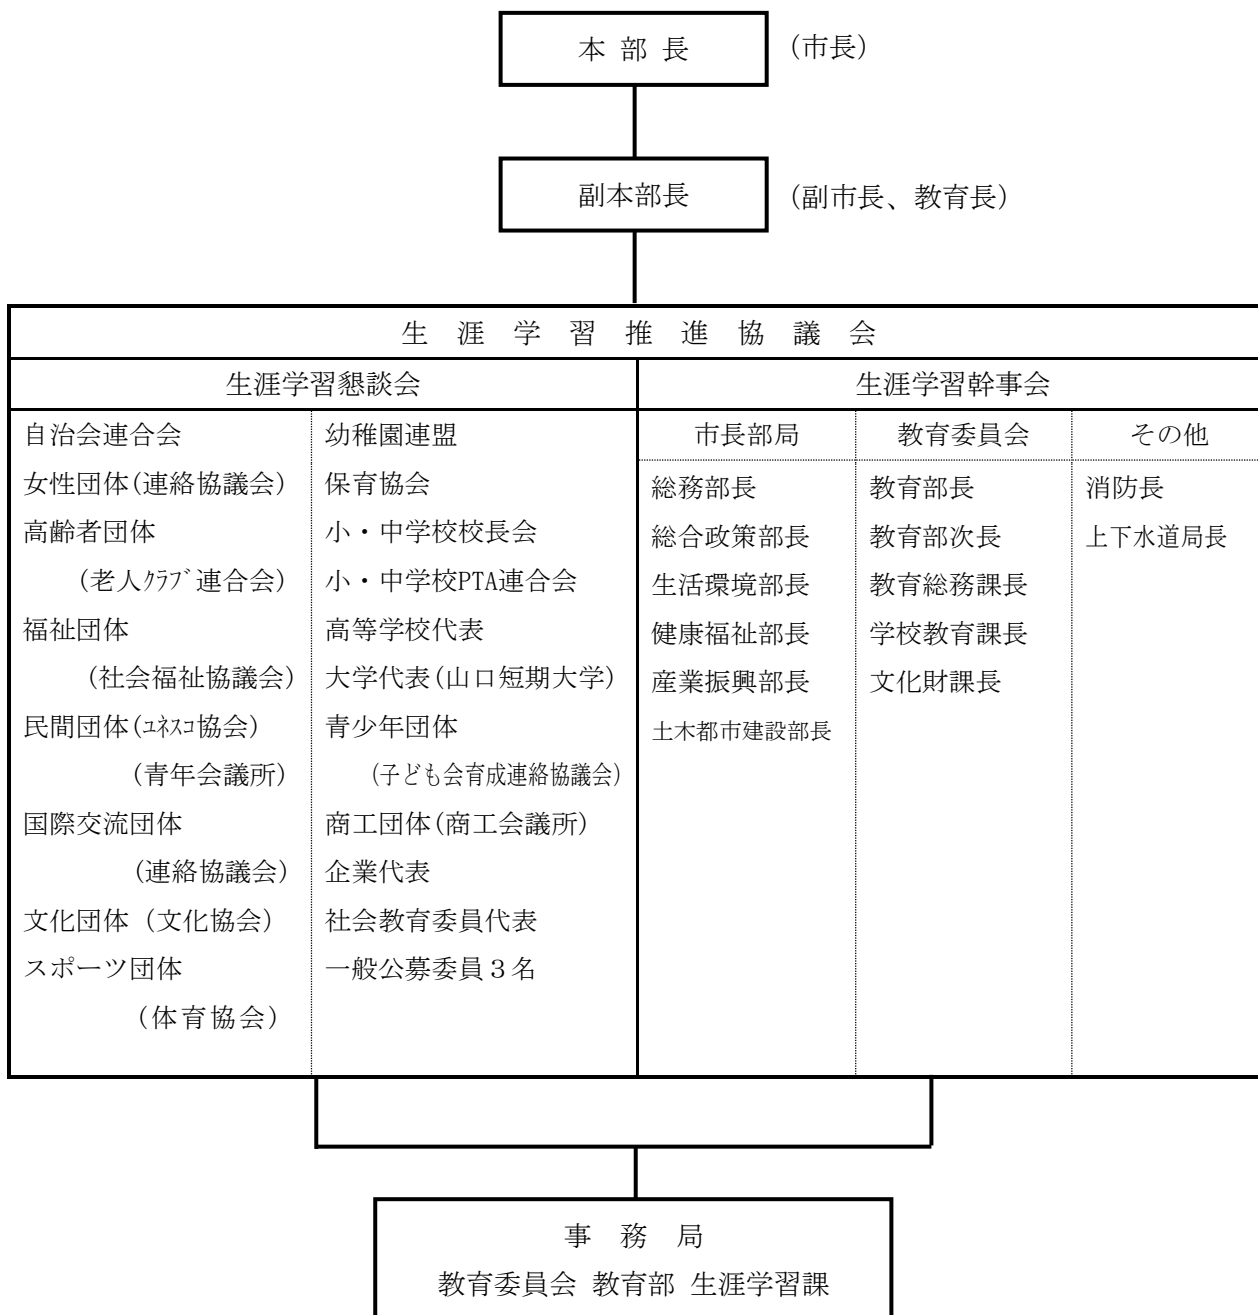 本部長 (市長)
副本部長 (副市長、教育長)
生涯学習推進協議会
生涯学習懇談会
自治会連合会
女性団体(連絡協議会)
高齢者団体
(老人ｸﾗﾌﾞ連合会)
福祉団体
(社会福祉協議会)
民間団体(ﾕﾈｽｺ協会)
(青年会議所)
国際交流団体
(連絡協議会)
文化団体 (文化協会)
スポーツ団体
(体育協会)
幼稚園連盟
保育協会
小・中学校校長会
小・中学校PTA連合会
高等学校代表
大学代表(山口短期大学)
青少年団体
(子ども会育成連絡協議会)
商工団体(商工会議所)
企業代表
社会教育委員代表
一般公募委員３名
生涯学習幹事会
市長部局
総務部長
総合政策部長
生活環境部長
健康福祉部長
産業振興部長
土木都市建設部長
教育委員会
教育部長
教育部次長
教育総務課長
学校教育課長
文化財課長
その他
消防長
上下水道局長
事務局
教育委員会 教育部 生涯学習課